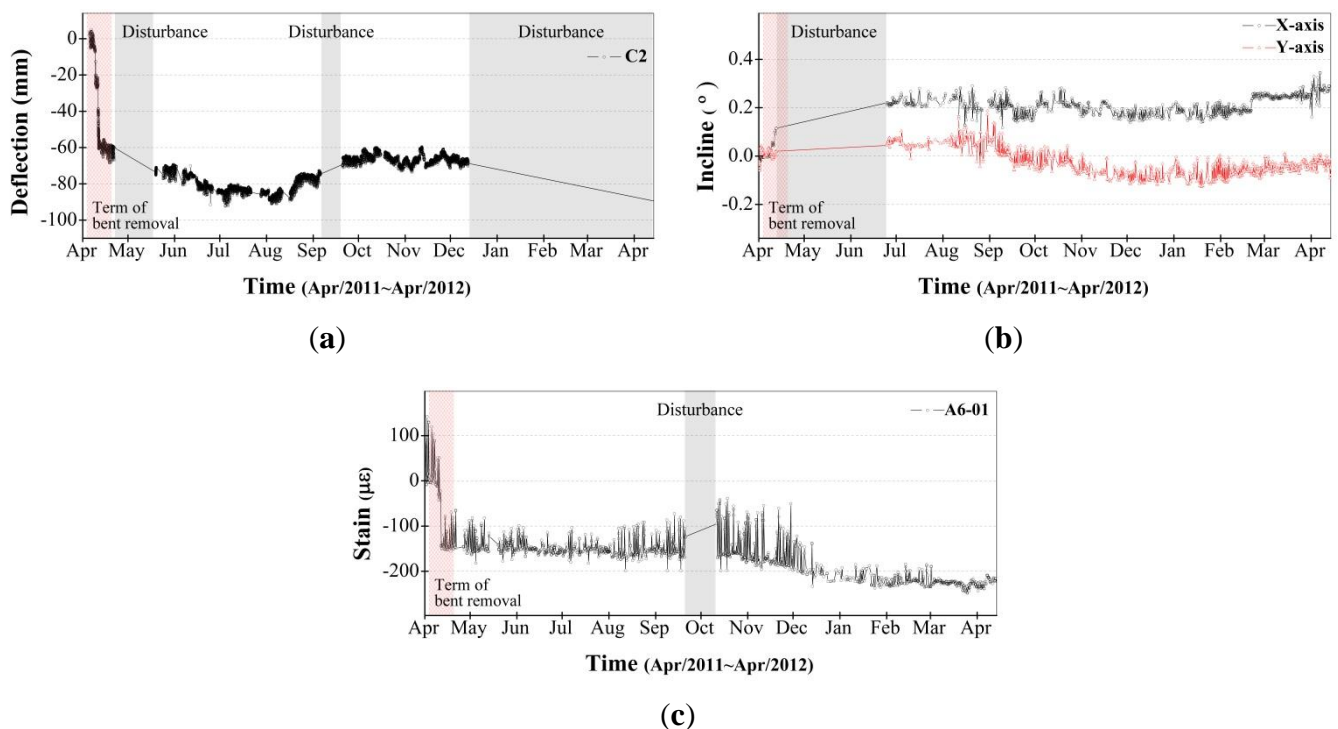 Disturbance Disturbance Disturbance
C2
Deflection (mm)
0
-20
-40
-60
-80
-100
Term of
bent removal
Apr May Jun Jul Aug Sep Oct Nov Dec Jan Feb Mar Apr
Time (Apr/2011~Apr/2012)
(a)
X-axis
Y-axis
Disturbance
Incline ( ° )
0.4
0.2
0.0
-0.2
Term of
bent removal
Apr May Jun Jul Aug Sep Oct Nov Dec Jan Feb Mar Apr
Time (Apr/2011~Apr/2012)
(b)
Disturbance
A6-01
Stain (με)
100
0
-100
-200
Term of
bent removal
Apr May Jun Jul Aug Sep Oct Nov Dec Jan Feb Mar Apr
Time (Apr/2011~Apr/2012)
(c)